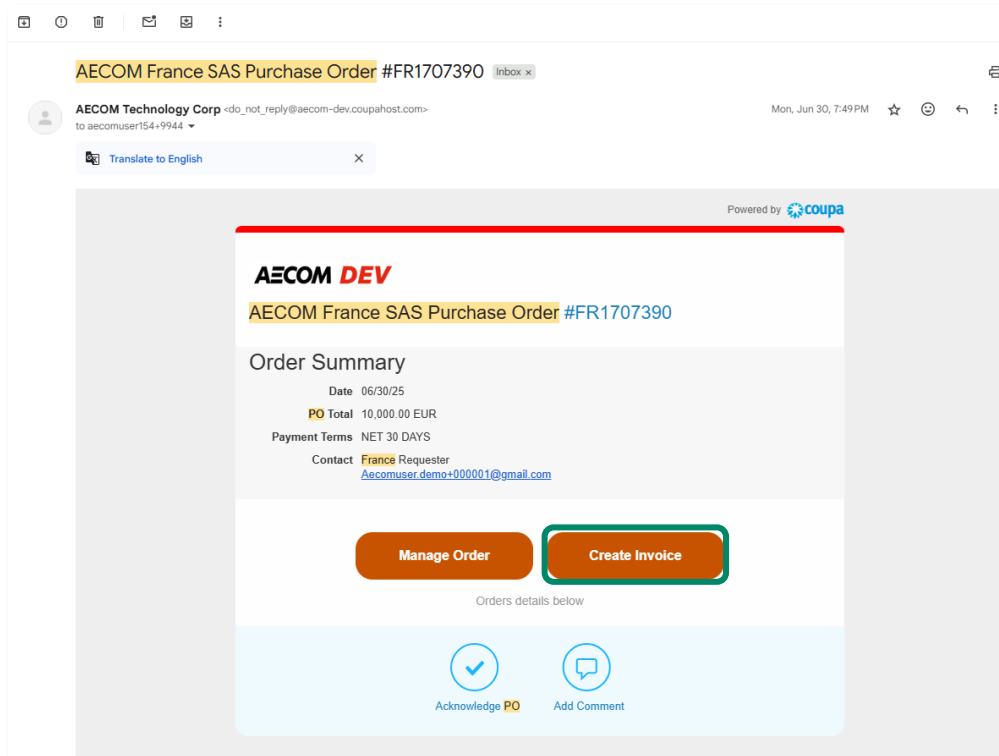 AECOM France SAS Purchase Order #FR1707390 Inbox ×
AECOM Technology Corp <do_not_reply@aecom-dev.coupahost.com> Mon, Jun 30, 7:49 PM
to aecomuser154+9944
Translate to English
Powered by coupa
AECOM DEV
AECOM France SAS Purchase Order #FR1707390
Order Summary
Date 06/30/25
PO Total 10,000.00 EUR
Payment Terms NET 30 DAYS
Contact France Requester
Aecomuser.demo+000001@gmail.com
Manage Order Create Invoice
Orders details below
Acknowledge PO Add Comment